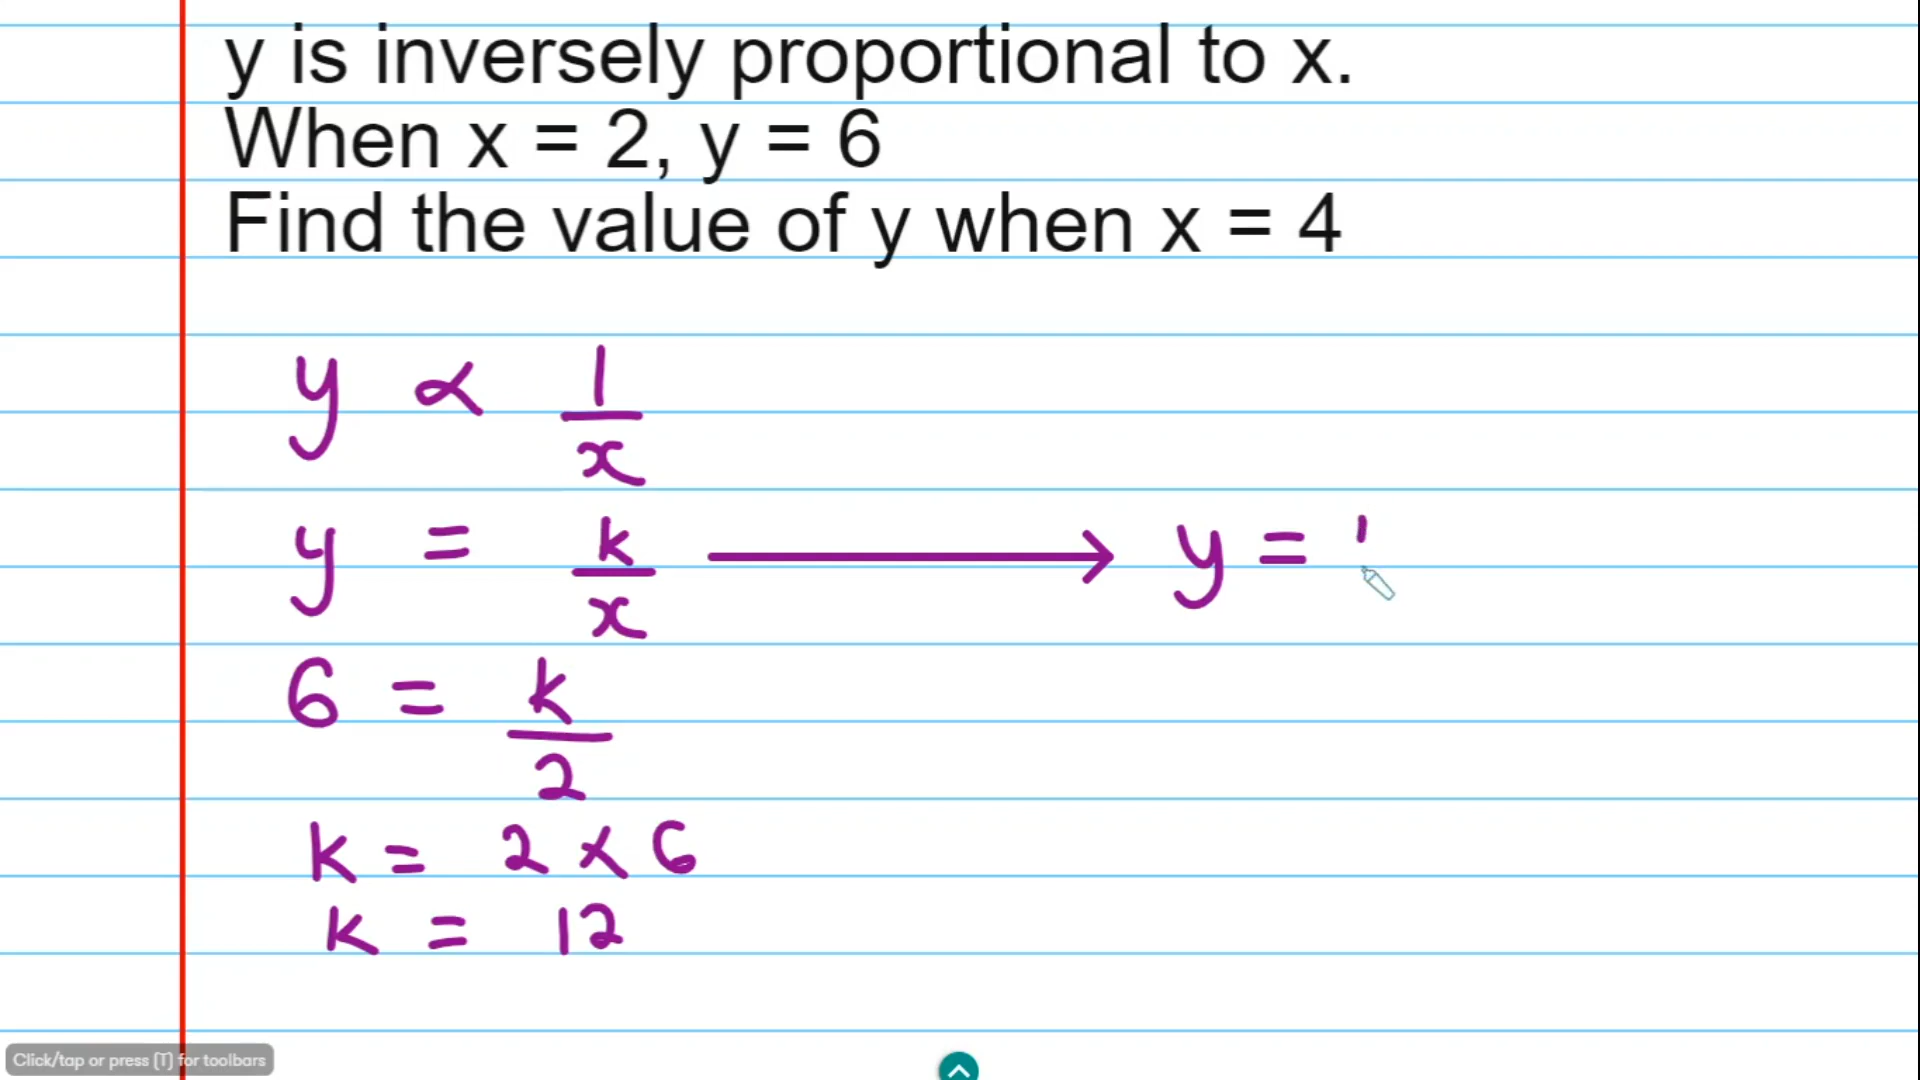 y is inversely proportional to x.
When x = 2, y = 6
Find the value of y when x = 4
y ∝ 1/x
y = k/x → y =
6 = k/2
k = 2 × 6
k = 12
Click/tap or press (T) for toolbars